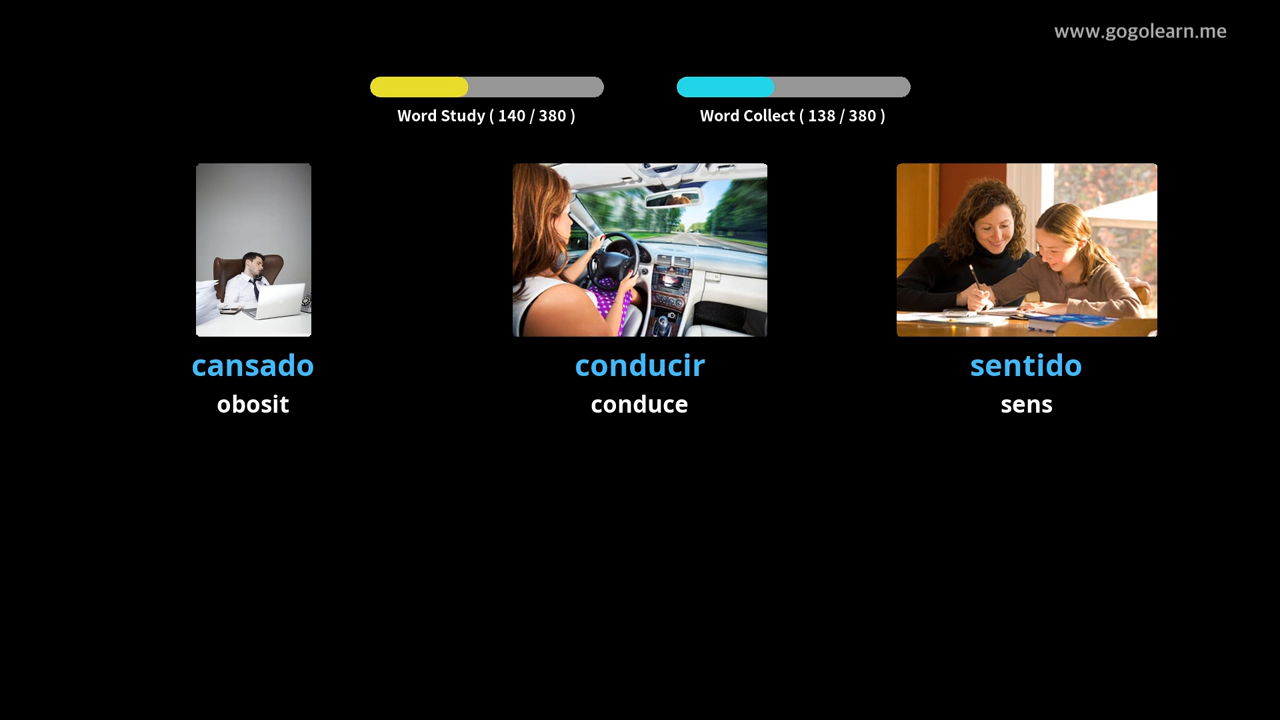 www.gogolearn.me
Word Study ( 140 / 380 )
Word Collect ( 138 / 380 )
cansado
conducir
sentido
obosit
conduce
sens